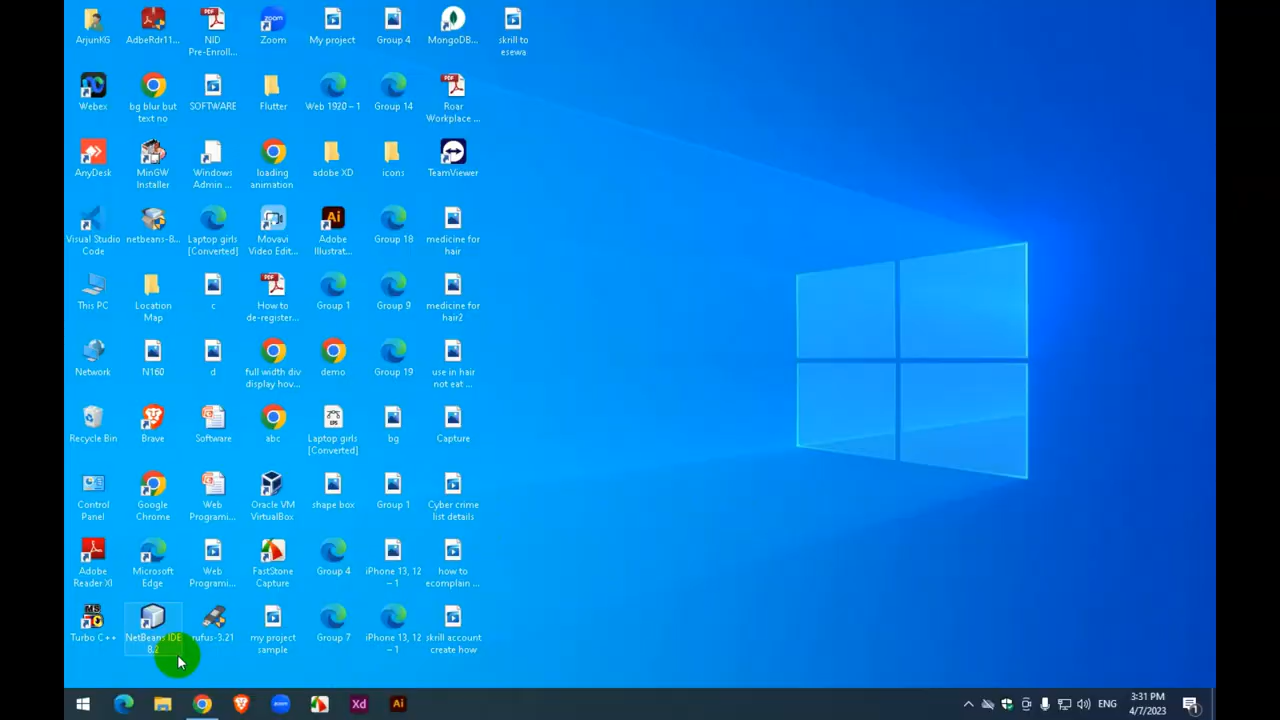 ArjunKG
AdbeRdr11...
NID
Pre-Enroll...
Zoom
My project
Group 4
MongoDB...
skrill to
esewa
Webex
bg blur but
text no
SOFTWARE
Flutter
Web 1920 – 1
Group 14
Roar
Workplace ...
AnyDesk
MinGW
Installer
Windows
Admin ...
loading
animation
adobe XD
icons
TeamViewer
Visual Studio
Code
netbeans-8...
Laptop girls
[Converted]
Movavi
Video Edit...
Adobe
Illustrat...
Group 18
medicine for
hair
This PC
Location
Map
c
How to
de-register...
Group 1
Group 9
medicine for
hair2
Network
N160
d
full width div
display hov...
demo
Group 19
use in hair
not eat ...
Recycle Bin
Brave
Software
abc
Laptop girls
[Converted]
bg
Capture
Control
Panel
Google
Chrome
Web
Programi...
Oracle VM
VirtualBox
shape box
Group 1
Cyber crime
list details
Adobe
Reader XI
Microsoft
Edge
Web
Programi...
FastStone
Capture
Group 4
iPhone 13, 12
– 1
how to
ecomplain ...
Turbo C++
NetBeans IDE
8.2
rufus-3.21
my project
sample
Group 7
iPhone 13, 12
– 1
skrill account
create how
zoom
Xd
Ai
ENG
3:31 PM
4/7/2023